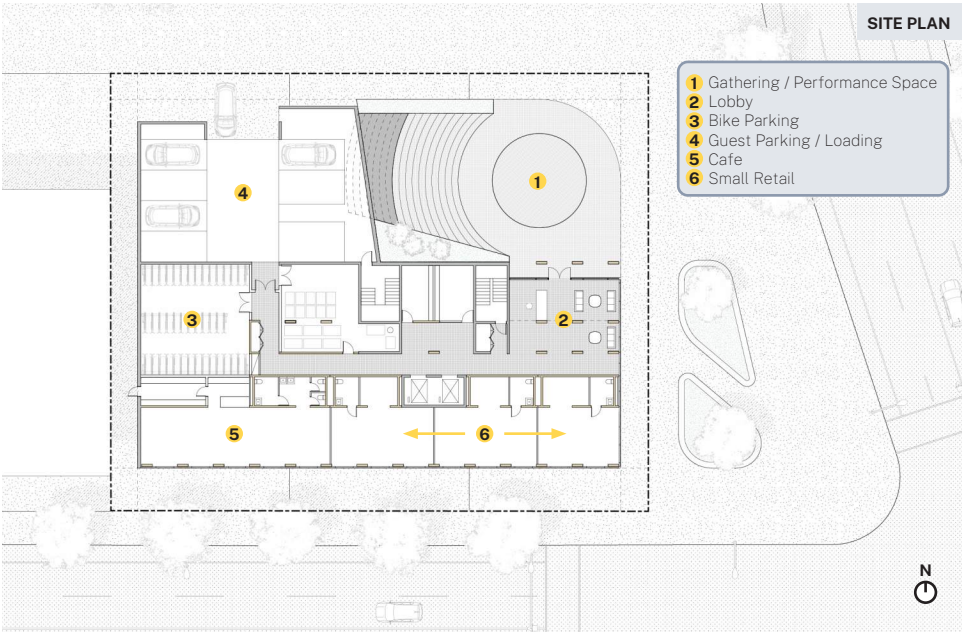 SITE PLAN
1 Gathering / Performance Space
2 Lobby
3 Bike Parking
4 Guest Parking / Loading
5 Cafe
6 Small Retail
1
4
3
2
5
6
N